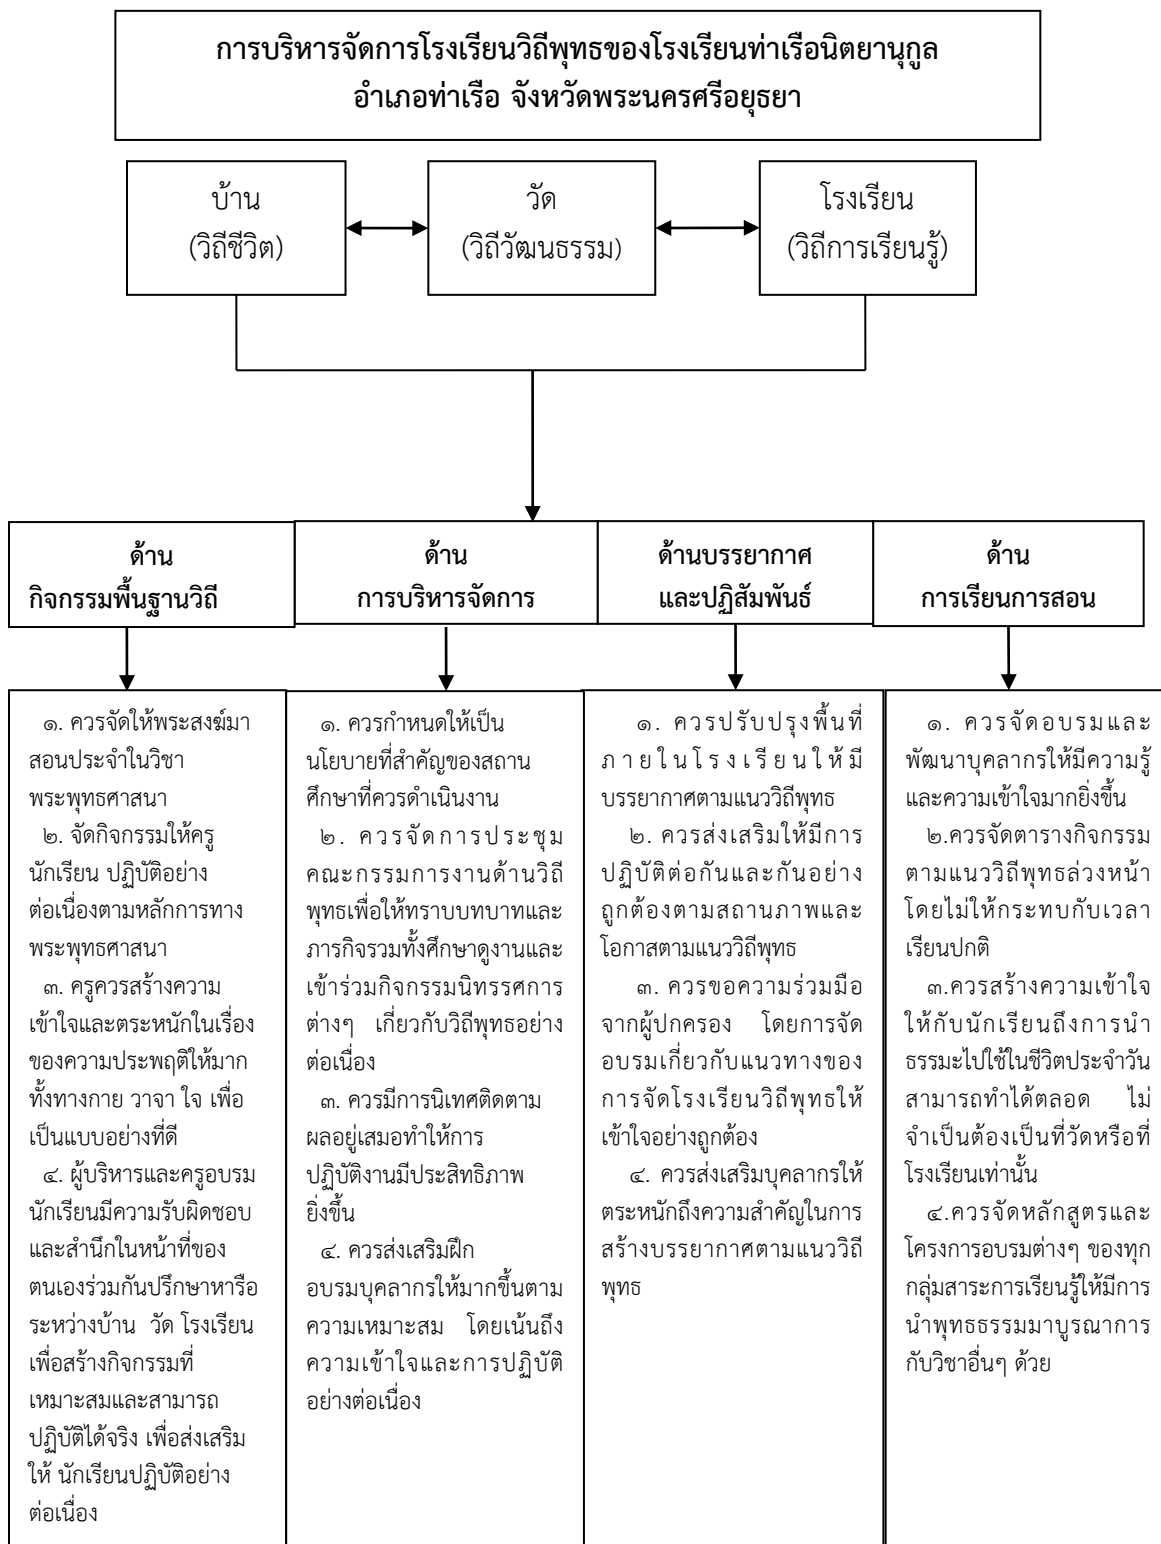 การบริหารจัดการโรงเรียนวิถีพุทธของโรงเรียนท่าเรือนิตยานุกูล
อำเภอท่าเรือ จังหวัดพระนครศรีอยุธยา
บ้าน
(วิถีชีวิต)
วัด
(วิถีวัฒนธรรม)
โรงเรียน
(วิถีการเรียนรู้)
ด้าน
กิจกรรมพื้นฐานวิถี
ด้าน
การบริหารจัดการ
ด้านบรรยากาศ
และปฏิสัมพันธ์
ด้าน
การเรียนการสอน
๑. ควรจัดให้พระสงฆ์มา
สอนประจำในวิชา
พระพุทธศาสนา
๒. จัดกิจกรรมให้ครู
นักเรียน ปฏิบัติอย่าง
ต่อเนื่องตามหลักการทาง
พระพุทธศาสนา
๓. ครูควรสร้างความ
เข้าใจและตระหนักในเรื่อง
ของความประพฤติให้มาก
ทั้งทางกาย วาจา ใจ เพื่อ
เป็นแบบอย่างที่ดี
๔. ผู้บริหารและครูอบรม
นักเรียนมีความรับผิดชอบ
และสำนึกในหน้าที่ของ
ตนเองร่วมกันปรึกษาหารือ
ระหว่างบ้าน วัด โรงเรียน
เพื่อสร้างกิจกรรมที่
เหมาะสมและสามารถ
ปฏิบัติได้จริง เพื่อส่งเสริม
ให้ นักเรียนปฏิบัติอย่าง
ต่อเนื่อง
๑. ควรกำหนดให้เป็น
นโยบายที่สำคัญของสถาน
ศึกษาที่ควรดำเนินงาน
๒. ควรจัดการประชุม
คณะกรรมการงานด้านวิถี
พุทธเพื่อให้ทราบบทบาทและ
ภารกิจรวมทั้งศึกษาดูงานและ
เข้าร่วมกิจกรรมนิทรรศการ
ต่างๆ เกี่ยวกับวิถีพุทธอย่าง
ต่อเนื่อง
๓. ควรมีการนิเทศติดตาม
ผลอยู่เสมอทำให้การ
ปฏิบัติงานมีประสิทธิภาพ
ยิ่งขึ้น
๔. ควรส่งเสริมฝึก
อบรมบุคลากรให้มากขึ้นตาม
ความเหมาะสม โดยเน้นถึง
ความเข้าใจและการปฏิบัติ
อย่างต่อเนื่อง
๑. ควรปรับปรุงพื้นที่
ภายในโรงเรียนให้มี
บรรยากาศตามแนววิถีพุทธ
๒. ควรส่งเสริมให้มีการ
ปฏิบัติต่อกันและกันอย่าง
ถูกต้องตามสถานภาพและ
โอกาสตามแนววิถีพุทธ
๓. ควรขอความร่วมมือ
จากผู้ปกครอง โดยการจัด
อบรมเกี่ยวกับแนวทางของ
การจัดโรงเรียนวิถีพุทธให้
เข้าใจอย่างถูกต้อง
๔. ควรส่งเสริมบุคลากรให้
ตระหนักถึงความสำคัญในการ
สร้างบรรยากาศตามแนววิถี
พุทธ
๑. ควรจัดอบรมและ
พัฒนาบุคลากรให้มีความรู้
และความเข้าใจมากยิ่งขึ้น
๒.ควรจัดตารางกิจกรรม
ตามแนววิถีพุทธล่วงหน้า
โดยไม่ให้กระทบกับเวลา
เรียนปกติ
๓.ควรสร้างความเข้าใจ
ให้กับนักเรียนถึงการนำ
ธรรมะไปใช้ในชีวิตประจำวัน
สามารถทำได้ตลอด ไม่
จำเป็นต้องเป็นที่วัดหรือที่
โรงเรียนเท่านั้น
๔.ควรจัดหลักสูตรและ
โครงการอบรมต่างๆ ของทุก
กลุ่มสาระการเรียนรู้ให้มีการ
นำพุทธธรรมมาบูรณาการ
กับวิชาอื่นๆ ด้วย